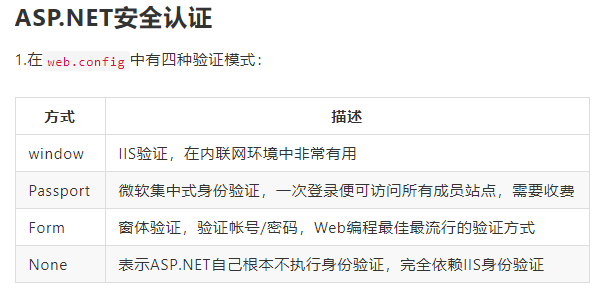 ASP.NET安全认证
1.在 web.config 中有四种验证模式：
方式 描述
window IIS验证，在内联网环境中非常有用
Passport 微软集中式身份验证，一次登录便可访问所有成员站点，需要收费
Form 窗体验证，验证帐号/密码，Web编程最佳最流行的验证方式
None 表示ASP.NET自己根本不执行身份验证，完全依赖IIS身份验证